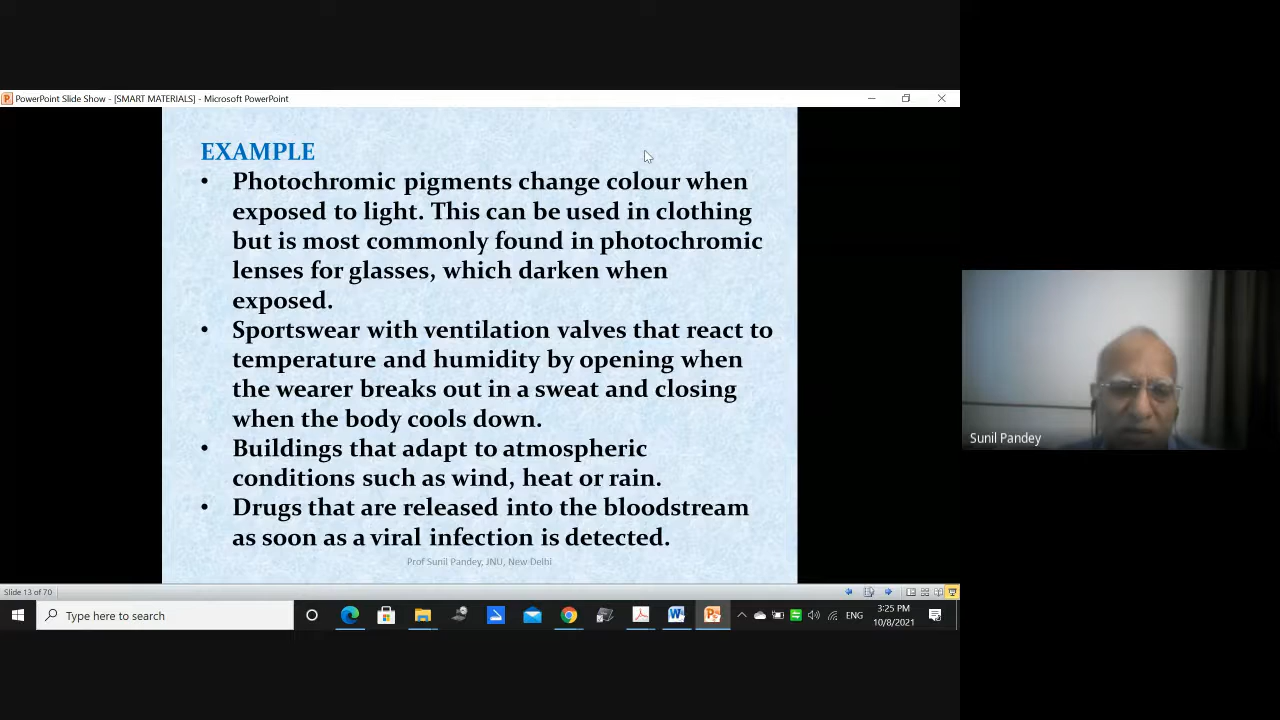 PowerPoint Slide Show - [SMART MATERIALS] - Microsoft PowerPoint
EXAMPLE
• Photochromic pigments change colour when
exposed to light. This can be used in clothing
but is most commonly found in photochromic
lenses for glasses, which darken when
exposed.
• Sportswear with ventilation valves that react to
temperature and humidity by opening when
the wearer breaks out in a sweat and closing
when the body cools down.
• Buildings that adapt to atmospheric
conditions such as wind, heat or rain.
• Drugs that are released into the bloodstream
as soon as a viral infection is detected.
Prof Sunil Pandey, JNU, New Delhi
Sunil Pandey
Slide 13 of 70
Type here to search
ENG
3:25 PM
10/8/2021